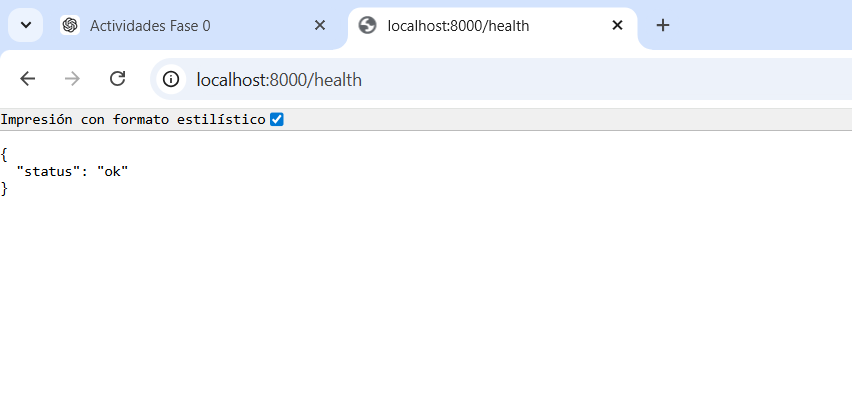 Actividades Fase 0
localhost:8000/health
localhost:8000/health
Impresión con formato estilístico
{
  "status": "ok"
}